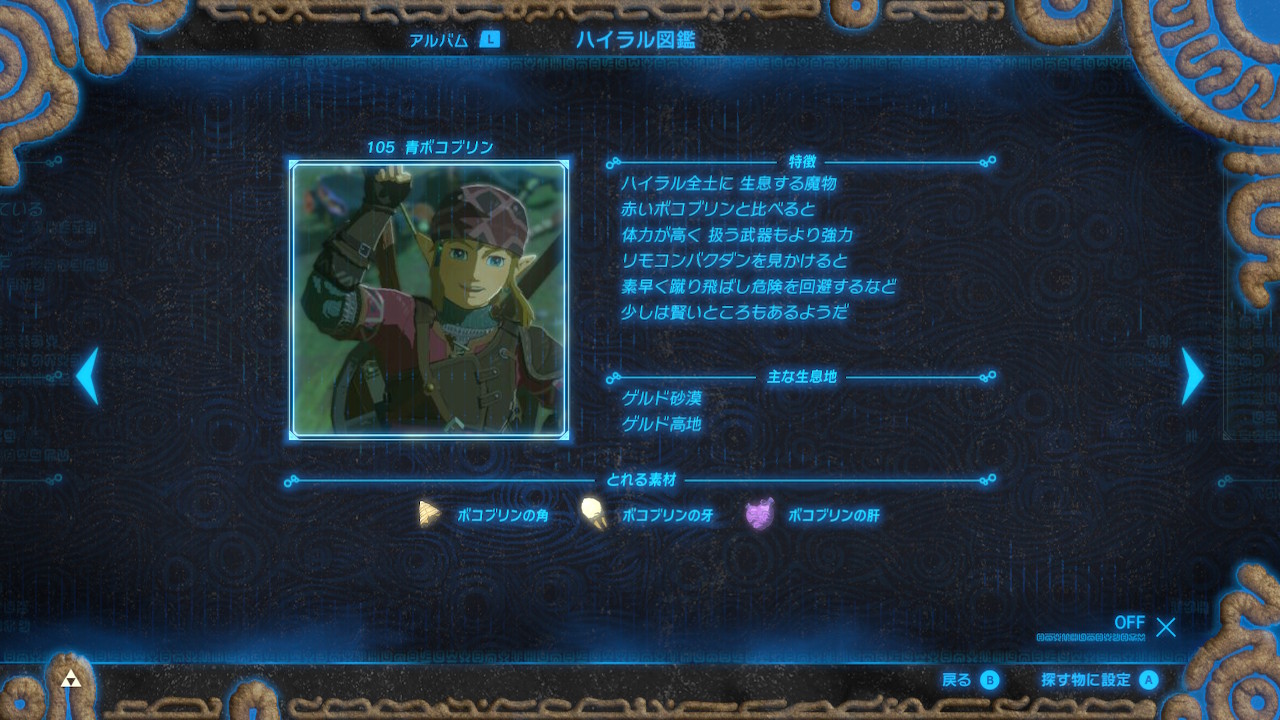 アルバム L
ハイラル図鑑
105 青ボコブリン
特徴
ハイラル全土に 生息する魔物
赤いボコブリンと比べると
体力が高く 扱う武器もより強力
リモコンバクダンを見かけると
素早く蹴り飛ばし危険を回避するなど
少しは賢いところもあるようだ
主な生息地
ゲルド砂漠
ゲルド高地
とれる素材
ボコブリンの角 ボコブリンの牙 ボコブリンの肝
OFF
戻る B 探す物に設定 A